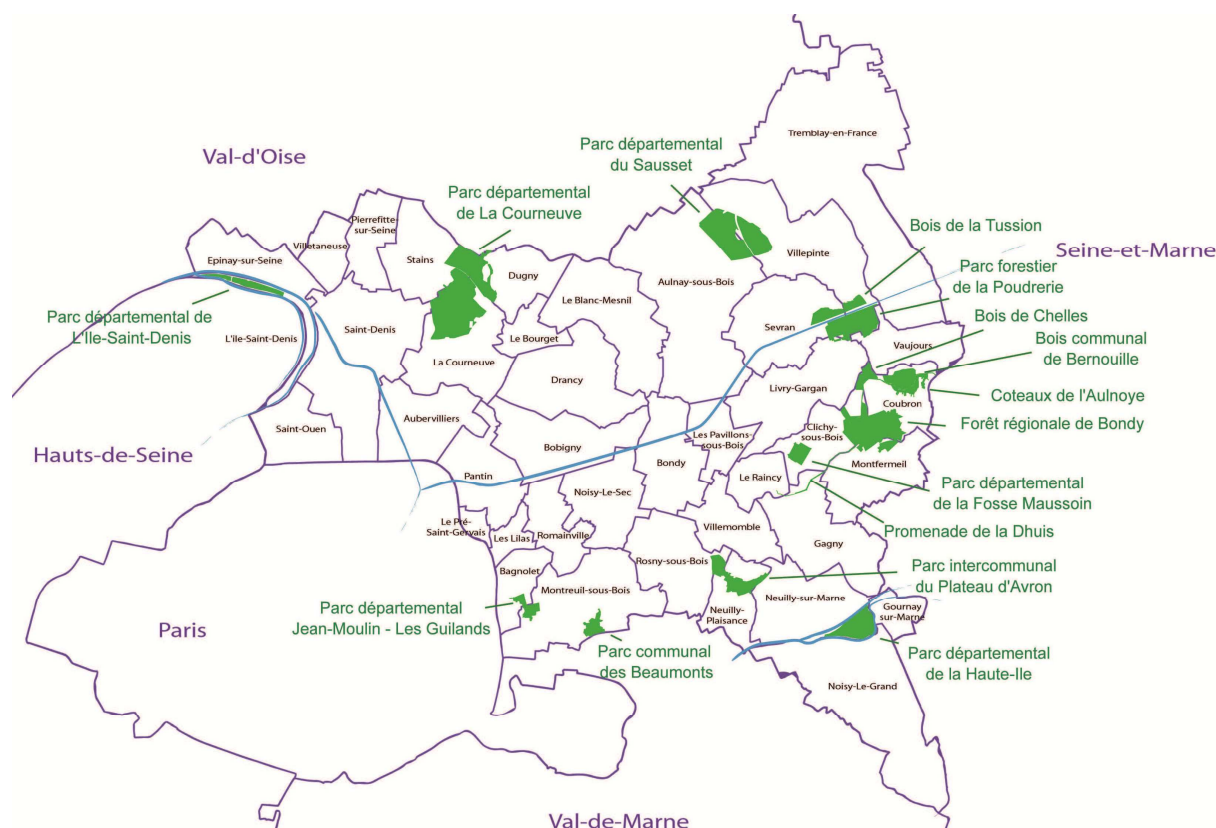 Tremblay-en-France
Val-d'Oise
Parc départemental
du Sausset
Parc départemental
de La Courneuve
Pierrefitte-
sur-Seine
Villetaneuse
Bois de la Tussion
Seine-et-Marne
Epinay-sur-Seine
Stains
Dugny
Villepinte
Parc forestier
de la Poudrerie
Aulnay-sous-Bois
Le Blanc-Mesnil
Parc départemental de
L'Ile-Saint-Denis
L'ile-Saint-Denis
Saint-Denis
Le Bourget
Sevran
Bois de Chelles
Vaujours
Bois communal
de Bernouille
La Courneuve
Drancy
Livry-Gargan
Coteaux de l'Aulnoye
Coubron
Aubervilliers
Forêt régionale de Bondy
Saint-Ouen
Clichy-
sous-Bois
Les Pavillons-
sous-Bois
Hauts-de-Seine
Bobigny
Bondy
Montfermeil
Pantin
Le Raincy
Parc départemental
de la Fosse Maussoin
Noisy-Le-Sec
Le Pré-
Saint-Gervais
Les Lilas
Romainville
Villemomble
Promenade de la Dhuis
Gagny
Rosny-sous-Bois
Parc intercommunal
du Plateau d'Avron
Bagnolet
Montreuil-sous-Bois
Neuilly-sur-Marne
Gournay
sur-Marne
Parc départemental
Jean-Moulin - Les Guilands
Neuilly-
Plaisance
Paris
Parc communal
des Beaumonts
Parc départemental
de la Haute-Ile
Noisy-Le-Grand
Val-de-Marne